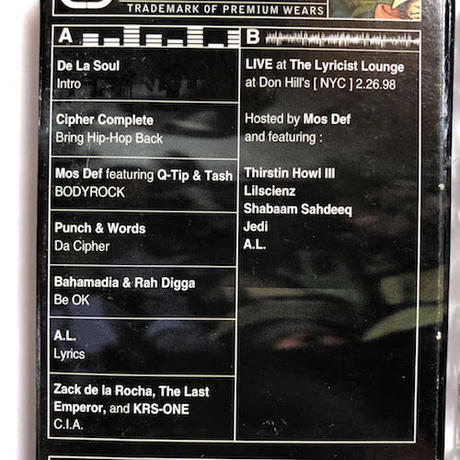 TRADEMARK OF PREMIUM WEARS
A
De La Soul
Intro
Cipher Complete
Bring Hip-Hop Back
Mos Def featuring Q-Tip & Tash
BODYROCK
Punch & Words
Da Cipher
Bahamadia & Rah Digga
Be OK
A.L.
Lyrics
Zack de la Rocha, The Last
Emperor, and KRS-ONE
C.I.A.
B
LIVE at The Lyricist Lounge
at Don Hill's [ NYC ] 2.26.98
Hosted by Mos Def
and featuring :
Thirstin Howl III
Lilscienz
Shabaam Sahdeeq
Jedi
A.L.